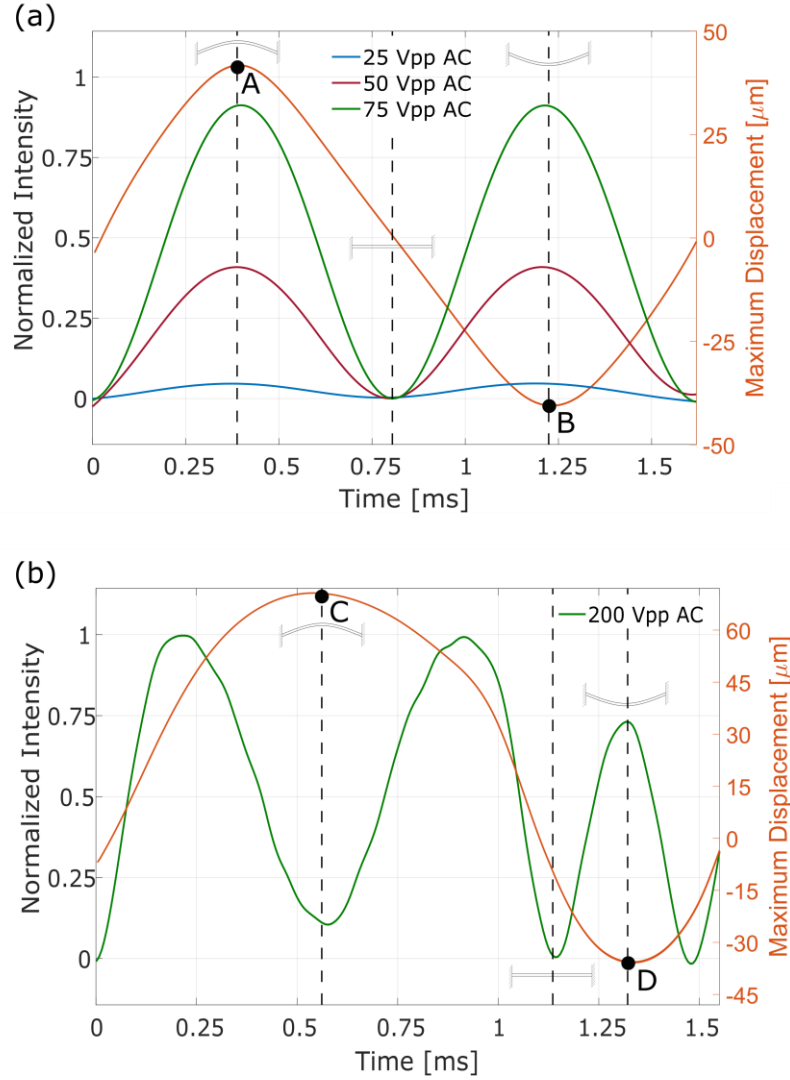 (a)
25 Vpp AC
50 Vpp AC
75 Vpp AC
A
B
Normalized Intensity
1
0.75
0.5
0.25
0
50
25
0
-25
-50
Maximum Displacement [μm]
0
0.25
0.5
0.75
1
1.25
1.5
Time [ms]
(b)
200 Vpp AC
C
D
Normalized Intensity
1
0.75
0.5
0.25
0
60
45
30
15
0
-15
-30
-45
Maximum Displacement [μm]
0
0.25
0.5
0.75
1
1.25
1.5
Time [ms]